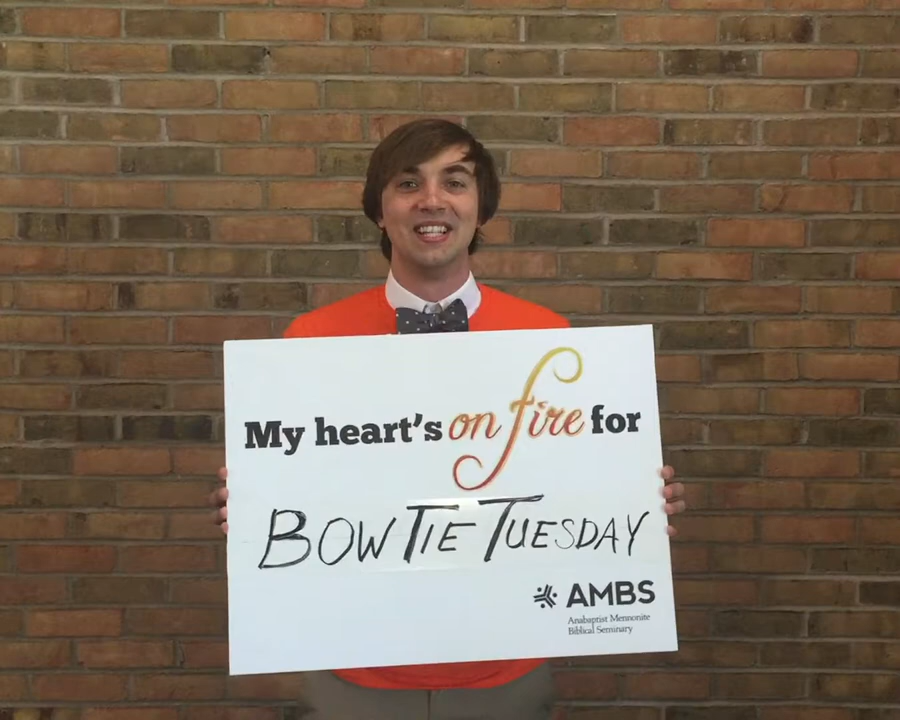 My heart's on fire for
BOWTIE TUESDAY
AMBS
Anabaptist Mennonite
Biblical Seminary